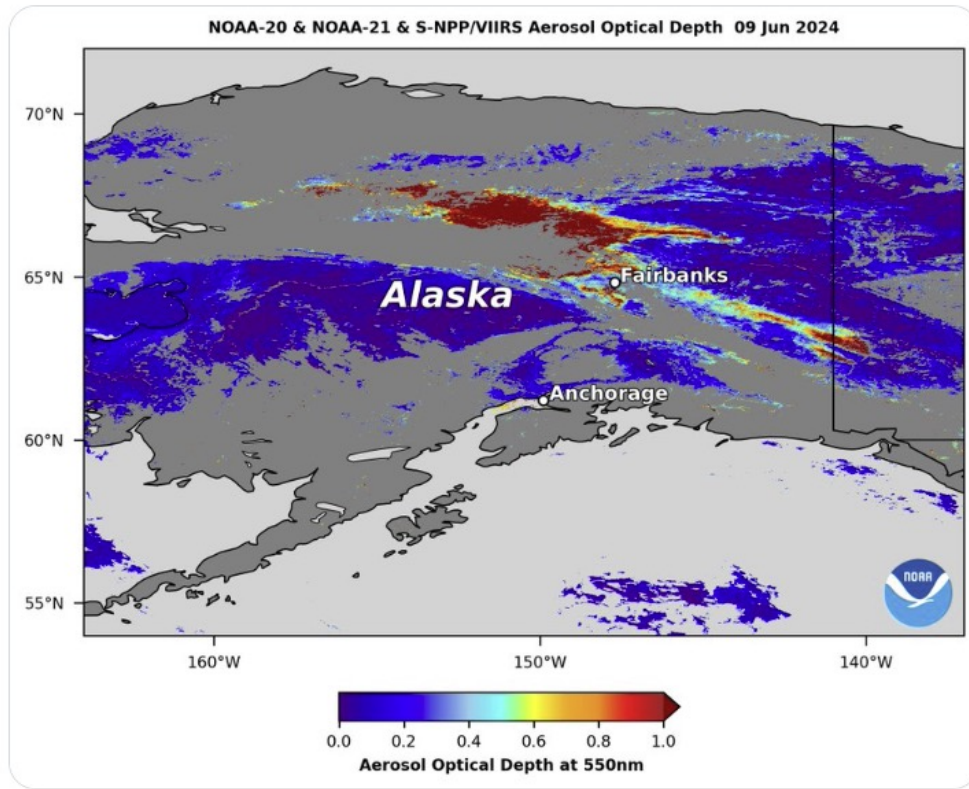 NOAA-20 & NOAA-21 & S-NPP/VIIRS Aerosol Optical Depth 09 Jun 2024
70°N
65°N
60°N
55°N
Fairbanks
Alaska
Anchorage
NOAA
160°W
150°W
140°W
0.0
0.2
0.4
0.6
0.8
1.0
Aerosol Optical Depth at 550nm